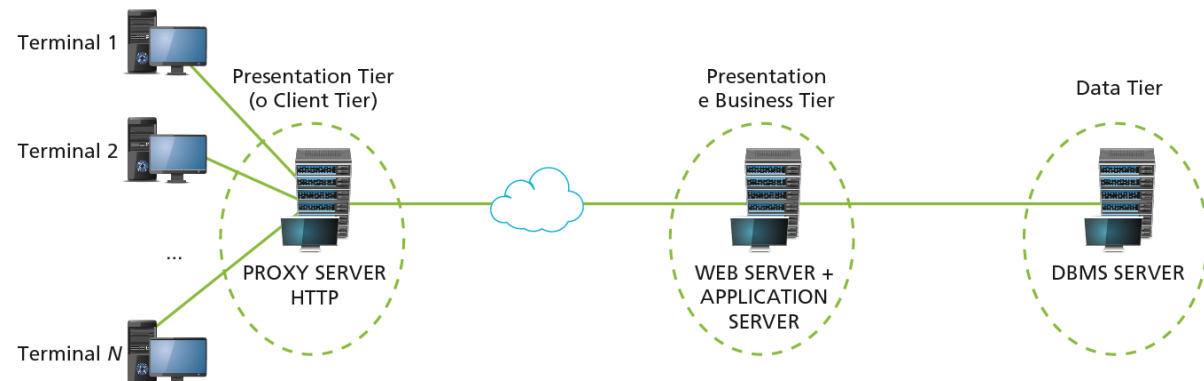 Terminal 1
Presentation Tier
(o Client Tier)
Presentation
e Business Tier
Data Tier
Terminal 2
...
PROXY SERVER
HTTP
WEB SERVER +
APPLICATION
SERVER
DBMS SERVER
Terminal N